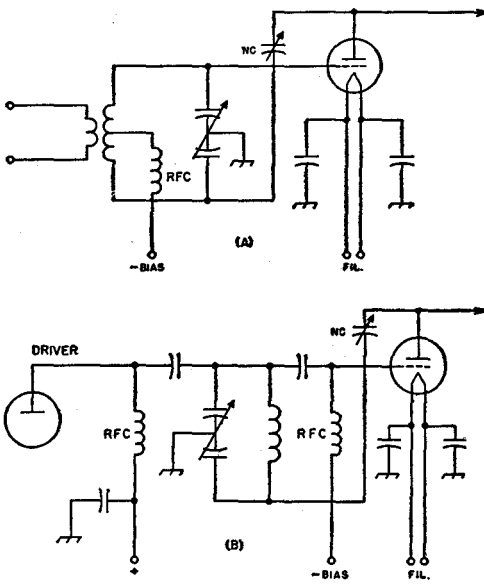 NC
RFC
–BIAS
(A)
FIL.
NC
DRIVER
RFC
RFC
+
(B)
–BIAS
FIL.